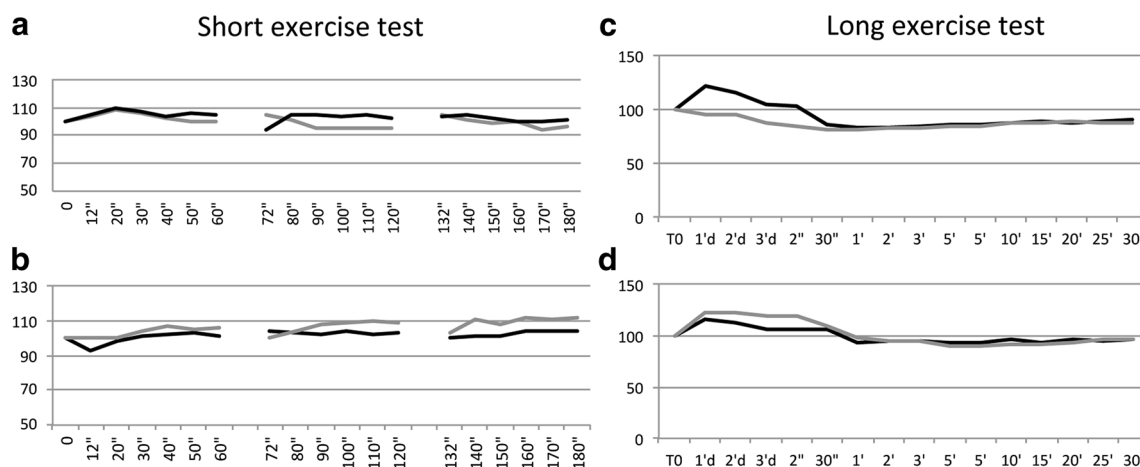 a Short exercise test
130
110
90
70
50
0 12" 20" 30" 40" 50" 60" 72" 80" 90" 100" 110" 120" 132" 140" 150" 160" 170" 180"
b
130
110
90
70
50
0 12" 20" 30" 40" 50" 60" 72" 80" 90" 100" 110" 120" 132" 140" 150" 160" 170" 180"
c Long exercise test
150
100
50
0
T0 1'd 2'd 3'd 2" 30" 1' 2' 3' 5' 5' 10' 15' 20' 25' 30
d
150
100
50
0
T0 1'd 2'd 3'd 2" 30" 1' 2' 3' 5' 5' 10' 15' 20' 25' 30